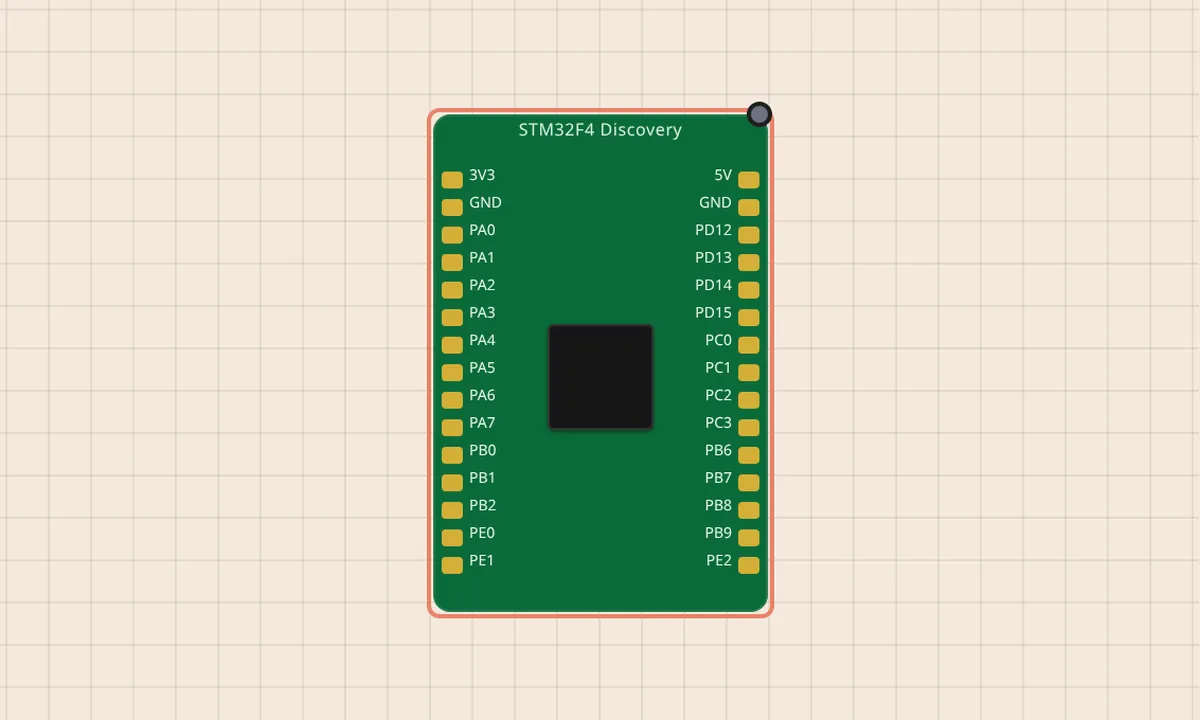 STM32F4 Discovery
3V3 5V
GND GND
PA0 PD12
PA1 PD13
PA2 PD14
PA3 PD15
PA4 PC0
PA5 PC1
PA6 PC2
PA7 PC3
PB0 PB6
PB1 PB7
PB2 PB8
PE0 PB9
PE1 PE2